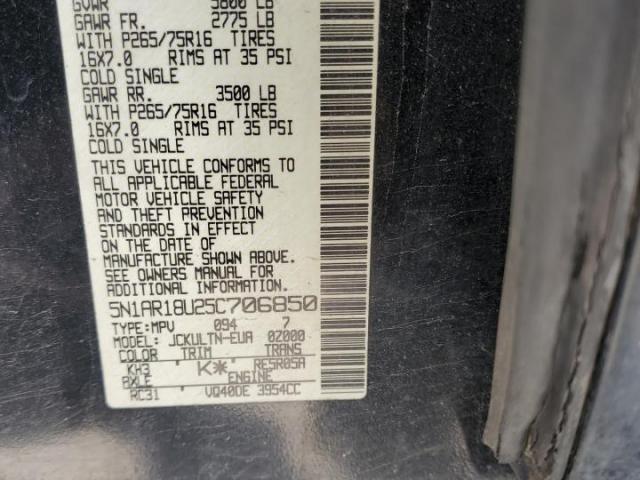 GVWR 5800 LB
GAWR FR. 2775 LB
WITH P265/75R16 TIRES
16X7.0 RIMS AT 35 PSI
COLD SINGLE
GAWR RR. 3500 LB
WITH P265/75R16 TIRES
16X7.0 RIMS AT 35 PSI
COLD SINGLE
THIS VEHICLE CONFORMS TO
ALL APPLICABLE FEDERAL
MOTOR VEHICLE SAFETY
AND THEFT PREVENTION
STANDARDS IN EFFECT
ON THE DATE OF
MANUFACTURE SHOWN ABOVE.
SEE OWNERS MANUAL FOR
ADDITIONAL INFORMATION.
5N1AR18U25C706850
TYPE:MPV 094 7
MODEL: JCKULTN-EUA 0Z000
COLOR TRIM TRANS
KH3 K* RE5R05A
AXLE ENGINE
RC31 VQ40DE 3954CC